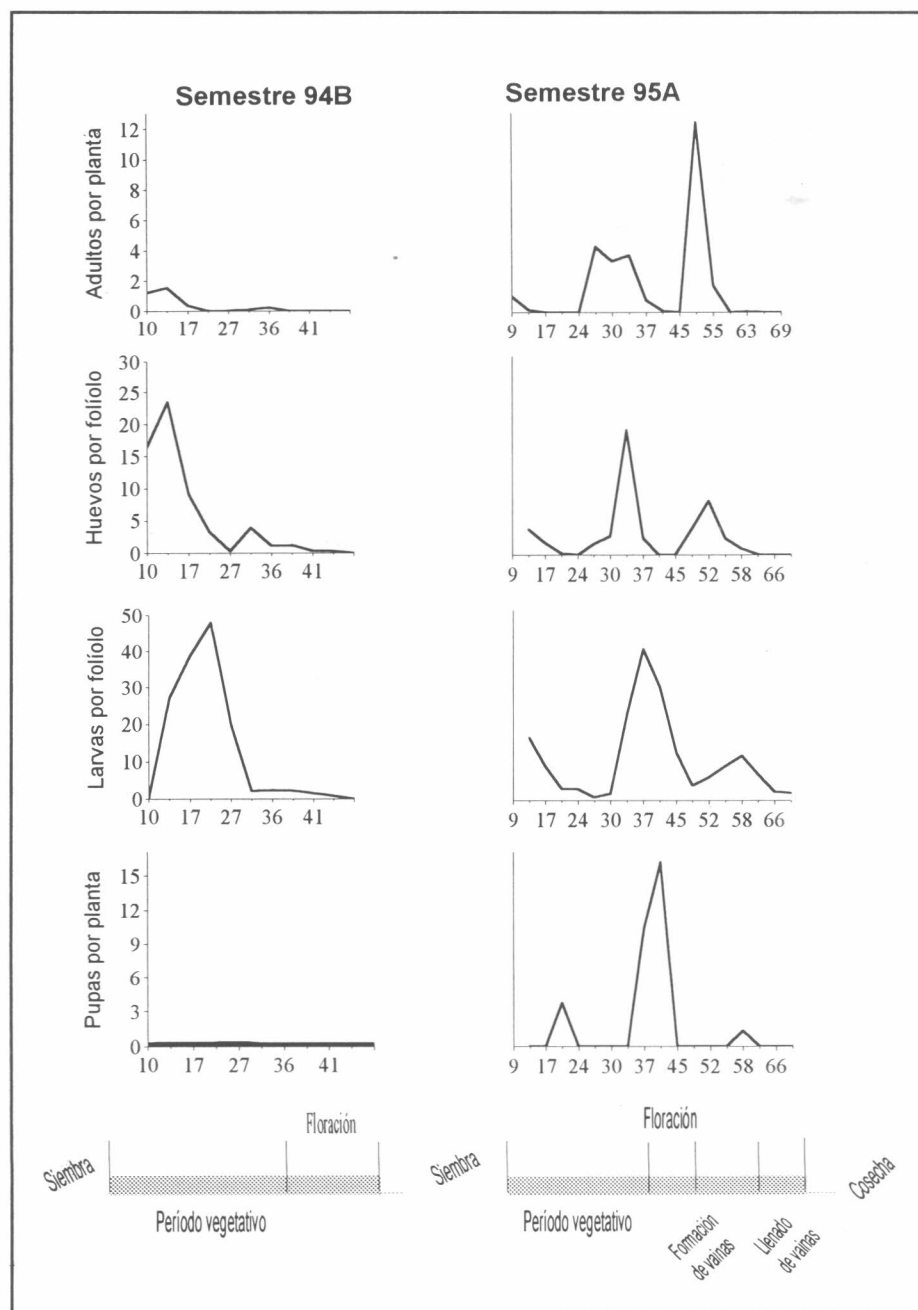 Semestre 94B
Semestre 95A
Adultos por planta
12
10
8
6
4
2
0
10 17 27 36 41
9 17 24 30 37 45 55 63 69
Huevos por folíolo
30
25
20
15
10
5
0
10 17 27 36 41
9 17 24 30 37 45 52 58 66
Larvas por folíolo
50
40
30
20
10
0
10 17 27 36 41
9 17 24 30 37 45 52 58 66
Pupas por planta
15
12
9
6
3
0
10 17 27 36 41
9 17 24 30 37 45 52 58 66
Floración
Siembra
Período vegetativo
Floración
Siembra
Cosecha
Período vegetativo
Formacion
de vainas
Llenado
de vainas